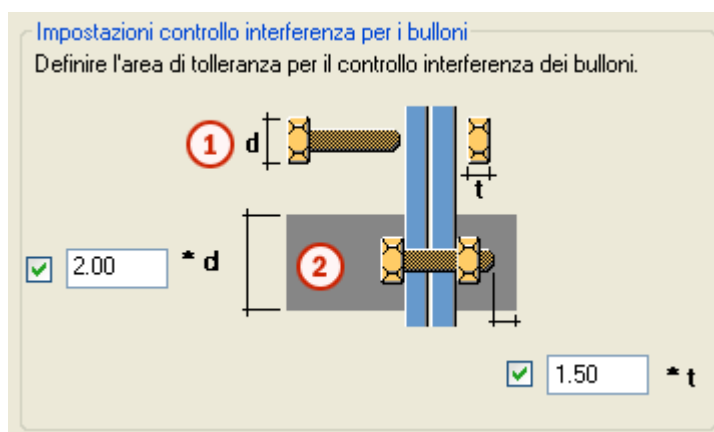 Impostazioni controllo interferenza per i bulloni
Definire l'area di tolleranza per il controllo interferenza dei bulloni.
1 d
t
2.00 * d 2
1.50 * t